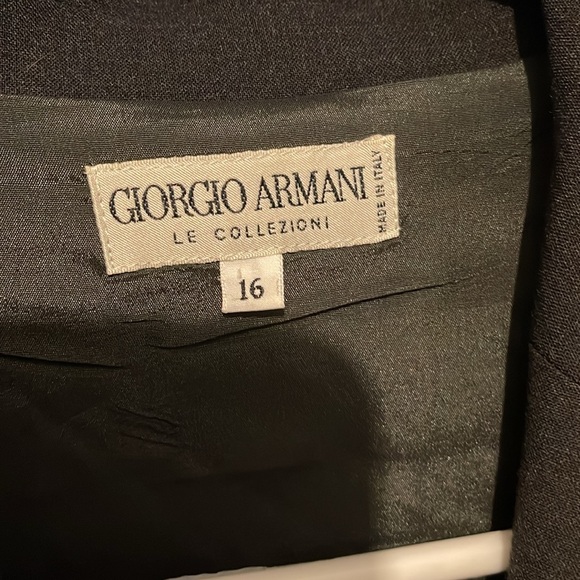 GIORGIO ARMANI
LE COLLEZIONI
MADE IN ITALY
16